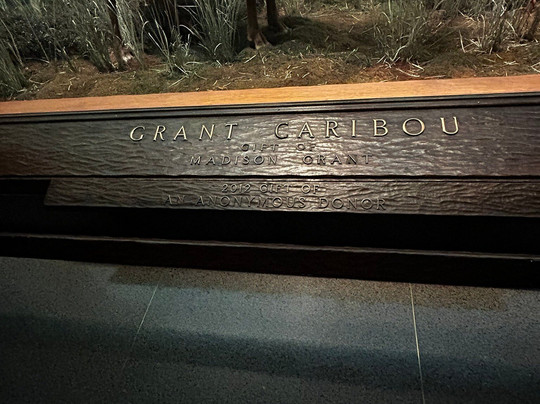 GRANT CARIBOU
GIFT OF
MADISON GRANT
2012 GIFT OF
AN ANONYMOUS DONOR